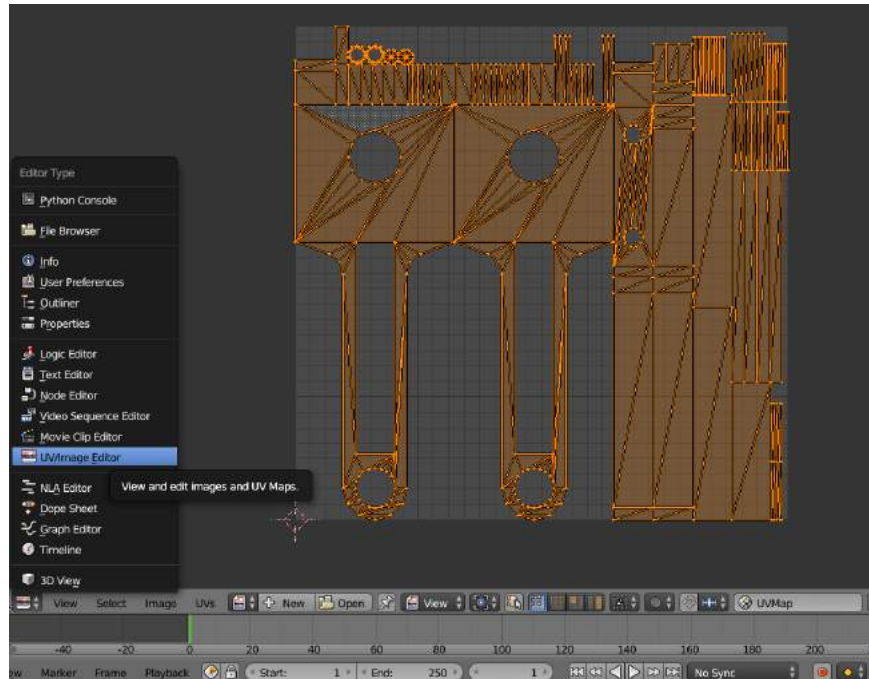 Editor Type
Python Console
File Browser
Info
User Preferences
Outliner
Properties
Logic Editor
Text Editor
Node Editor
Video Sequence Editor
Movie Clip Editor
UV/Image Editor
NLA Editor
View and edit images and UV Maps.
Dope Sheet
Graph Editor
Timeline
3D View
View Select Image UVs New Open View UVMap
-40 -20 0 20 40 60 80 100 120 140 160 180 200
ew Marker Frame Playback Start: 1 End: 250 1 No Sync